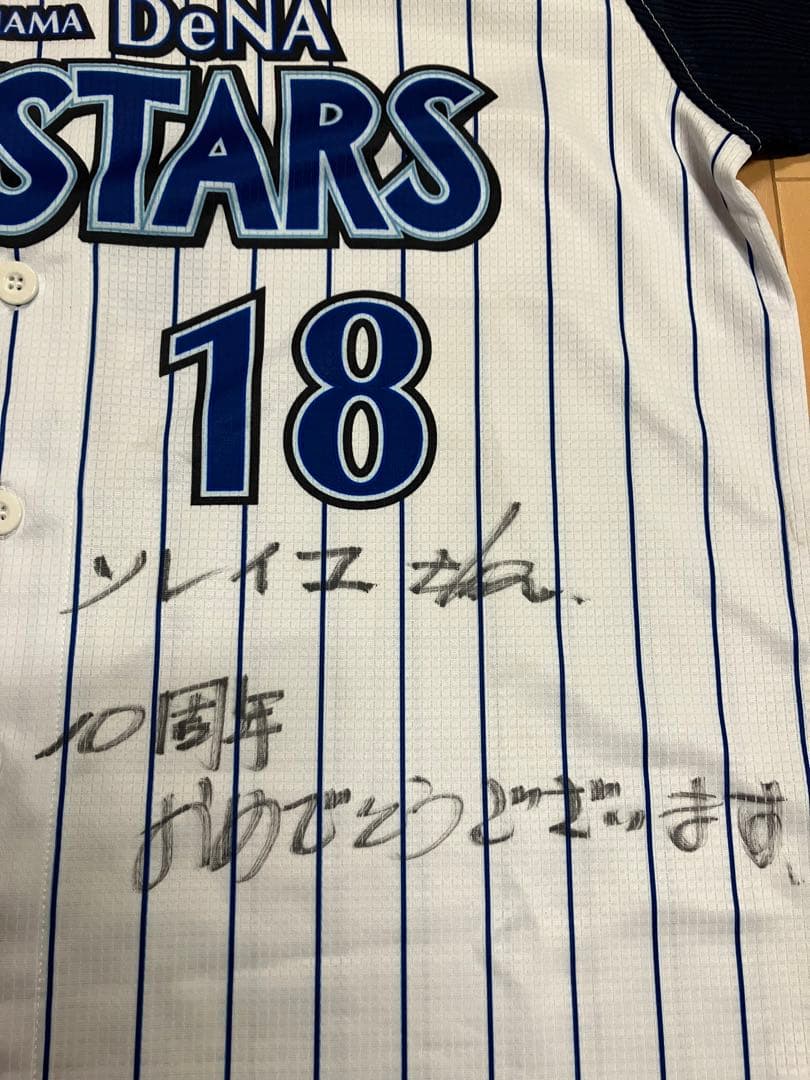 AMA DeNA
STARS
18
ソレイユさん
10周年
おめでとうございます。